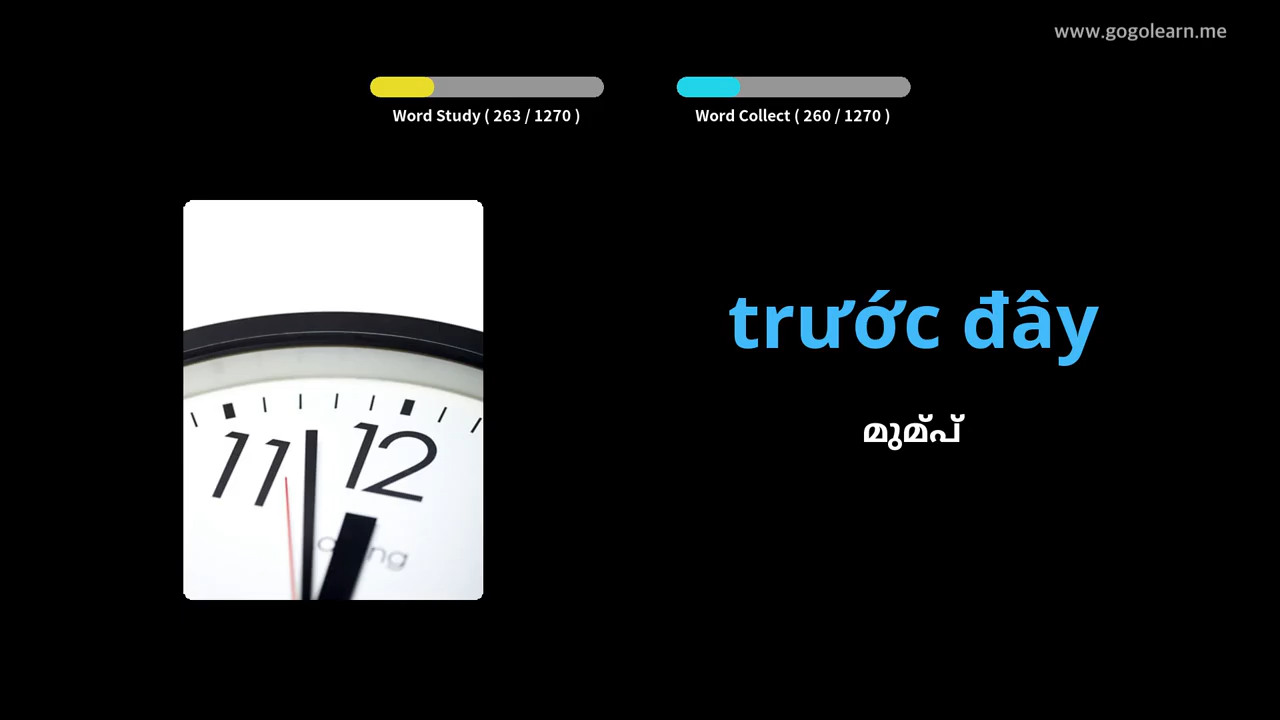 www.gogolearn.me
Word Study ( 263 / 1270 )
Word Collect ( 260 / 1270 )
trước đây
മുമ്പ്
11 12